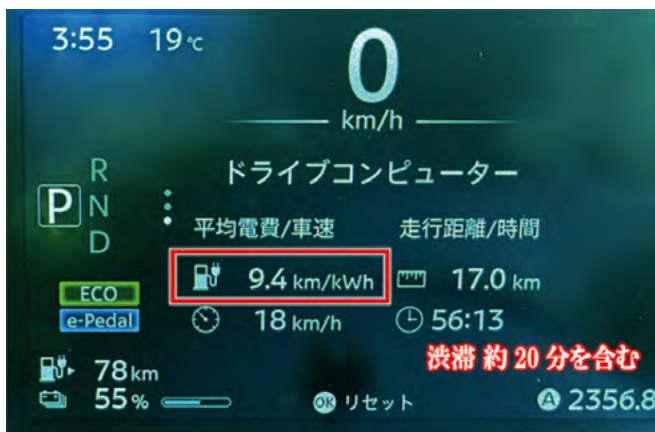 3:55 19℃
0
km/h
R
P N
D
ドライブコンピューター
平均電費/車速 走行距離/時間
9.4 km/kWh 17.0 km
ECO
e-Pedal 18 km/h 56:13
渋滞 約 20 分を含む
78km
55% OK リセット A 2356.8